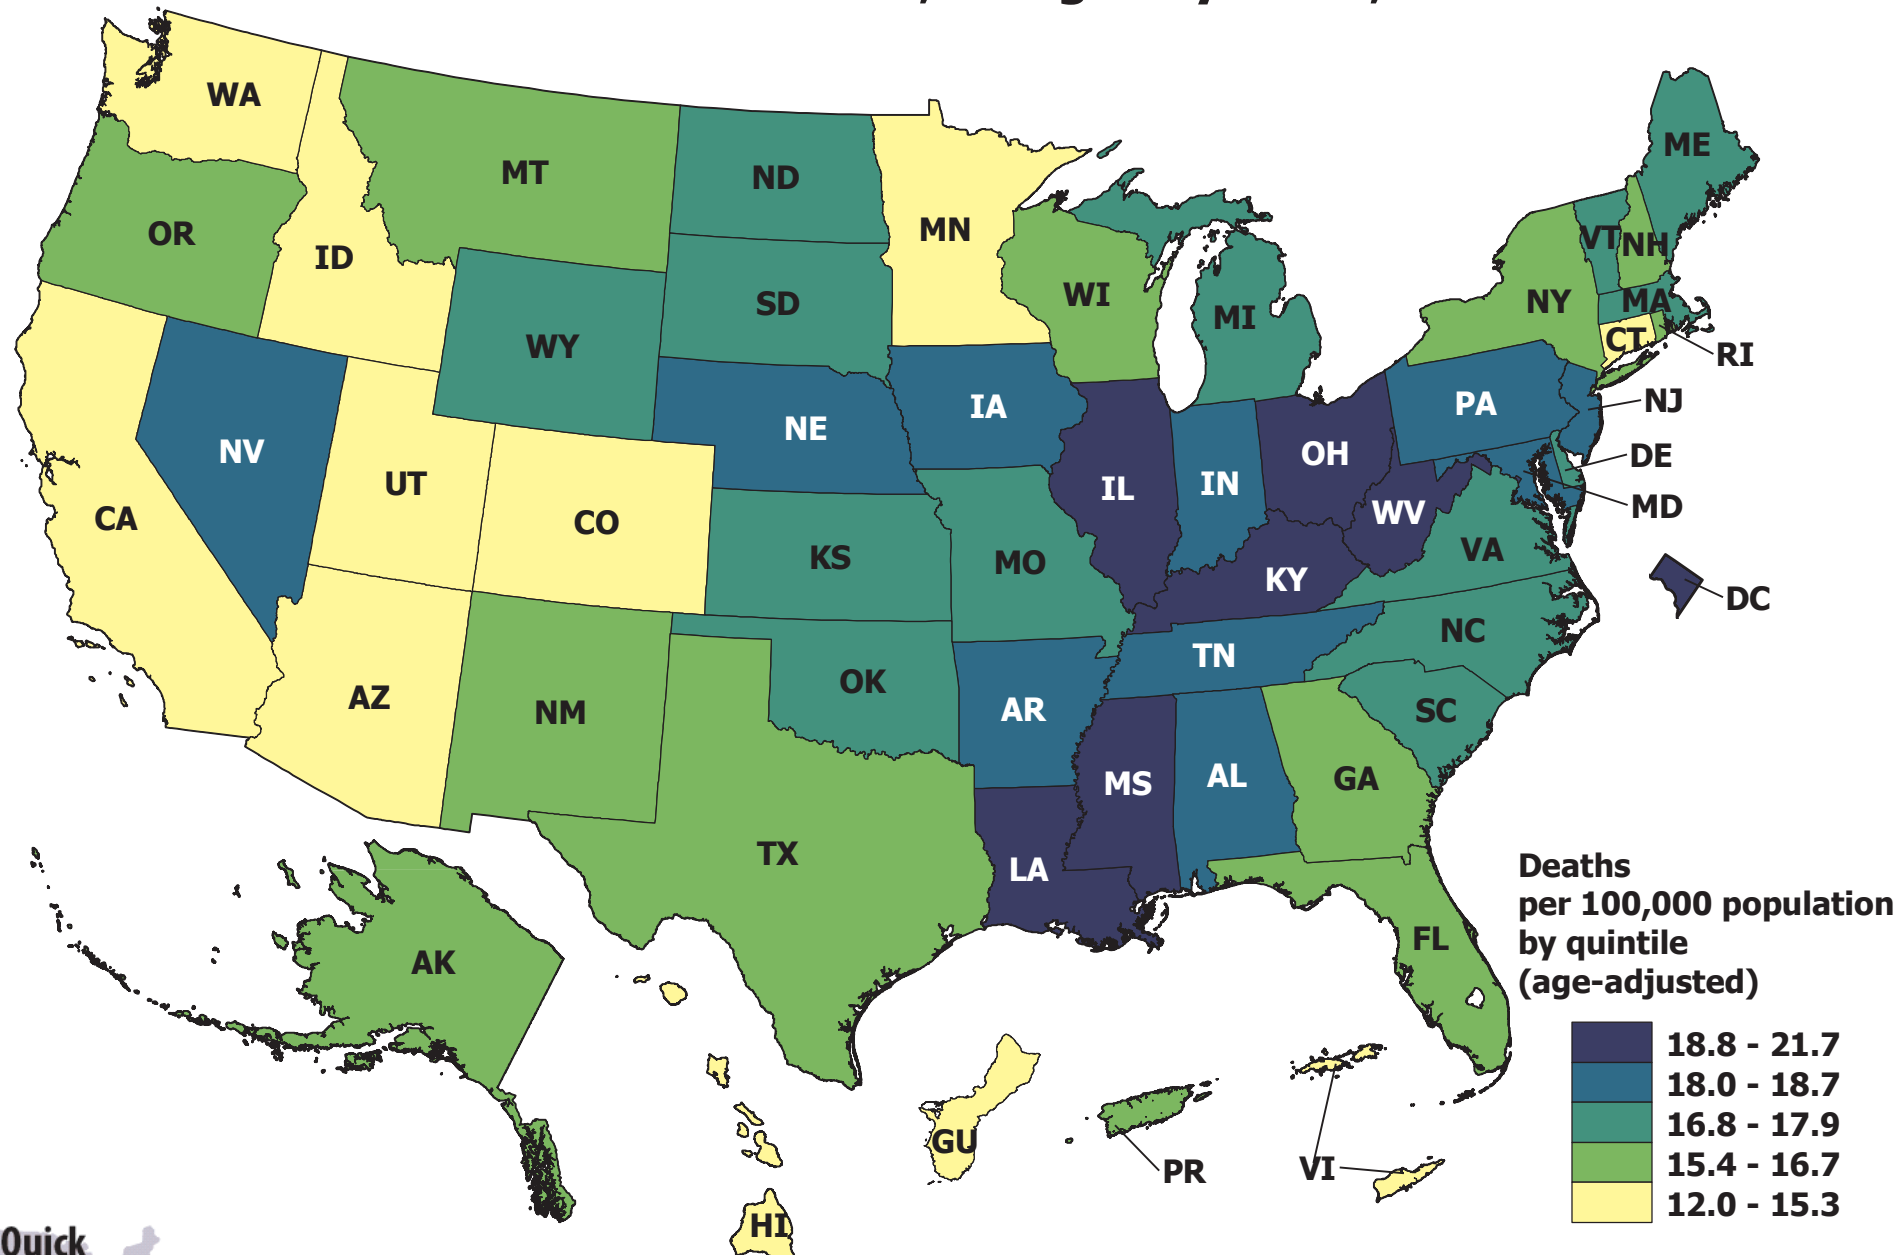 WA
MT
ND
MN
ME
OR
ID
SD
WI
MI
VT
NH
NY
MA
CT
RI
WY
NV
UT
NE
IA
PA
NJ
DE
MD
CA
CO
IL
IN
OH
WV
VA
KS
MO
KY
DC
AZ
NM
OK
AR
TN
NC
SC
TX
LA
MS
AL
GA
FL
AK
GU
PR
VI
HI
Deaths
per 100,000 population
by quintile
(age-adjusted)
18.8 - 21.7
18.0 - 18.7
16.8 - 17.9
15.4 - 16.7
12.0 - 15.3
Quick